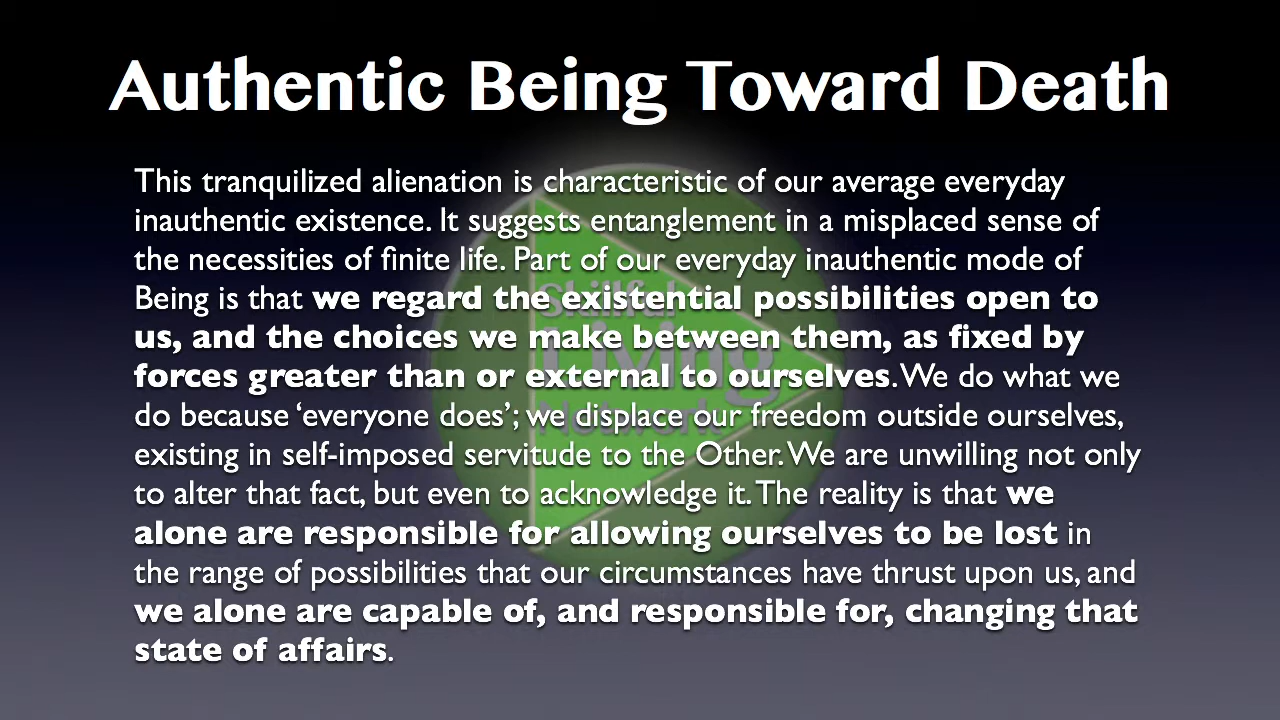 Authentic Being Toward Death
This tranquilized alienation is characteristic of our average everyday
inauthentic existence. It suggests entanglement in a misplaced sense of
the necessities of finite life. Part of our everyday inauthentic mode of
Being is that we regard the existential possibilities open to
us, and the choices we make between them, as fixed by
forces greater than or external to ourselves. We do what we
do because ‘everyone does’; we displace our freedom outside ourselves,
existing in self-imposed servitude to the Other. We are unwilling not only
to alter that fact, but even to acknowledge it. The reality is that we
alone are responsible for allowing ourselves to be lost in
the range of possibilities that our circumstances have thrust upon us, and
we alone are capable of, and responsible for, changing that
state of affairs.
Skillful
Living
Network